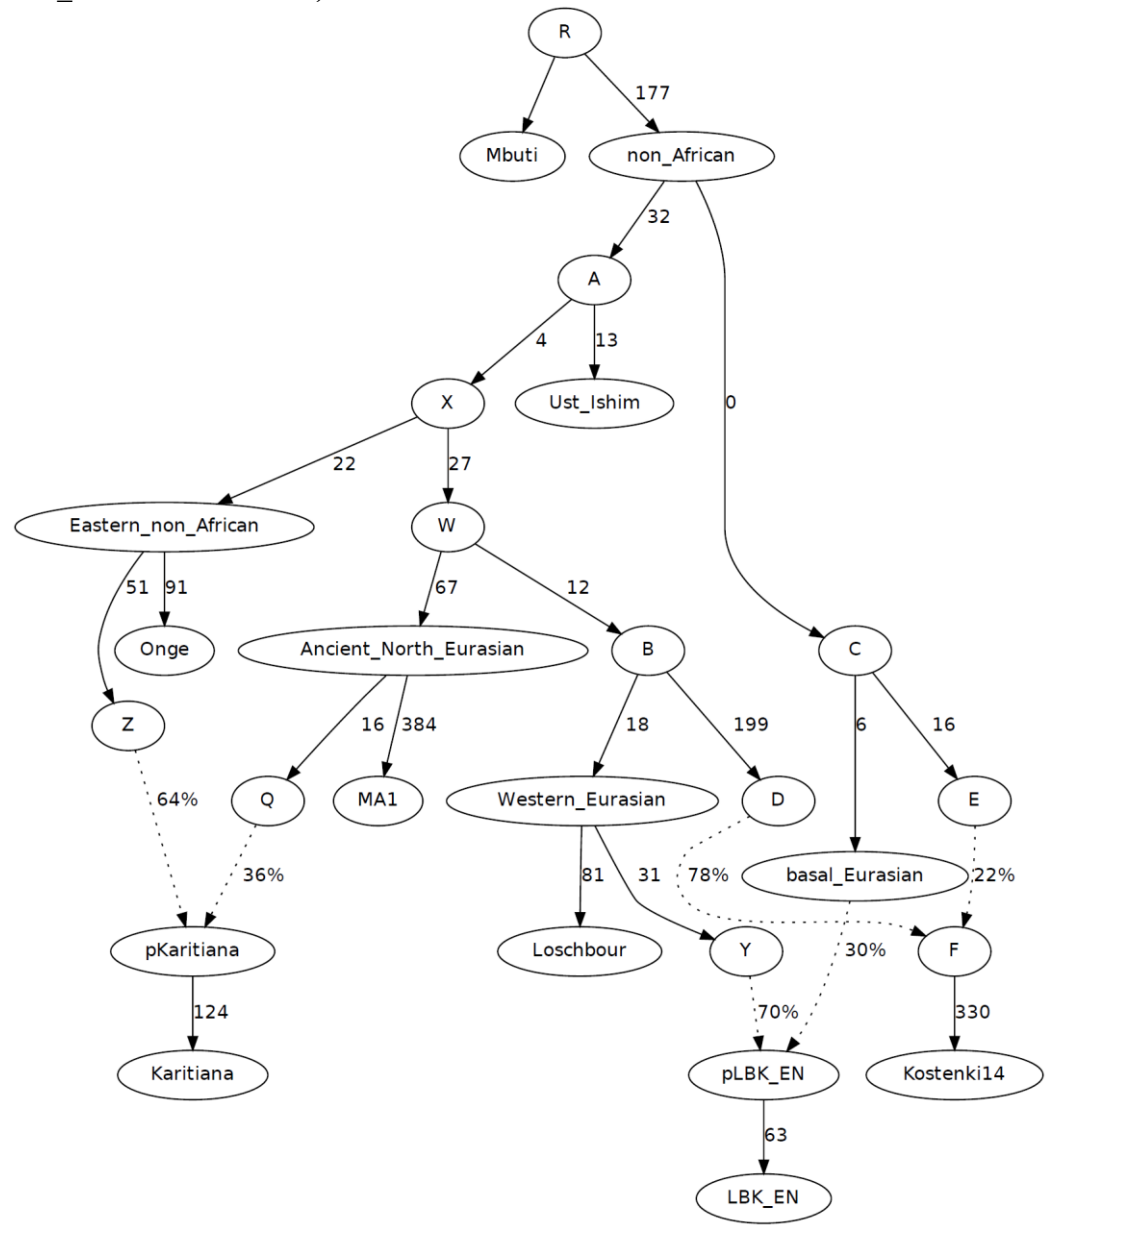 R
177
Mbuti
non_African
32
A
4
13
X
Ust_Ishim
0
22
27
Eastern_non_African
W
51
91
67
12
Onge
Ancient_North_Eurasian
B
C
Z
16
384
18
199
6
16
64%
Q
MA1
Western_Eurasian
D
E
36%
81
31
78%
basal_Eurasian
22%
pKaritiana
Loschbour
Y
30%
F
124
70%
330
Karitiana
pLBK_EN
Kostenki14
63
LBK_EN